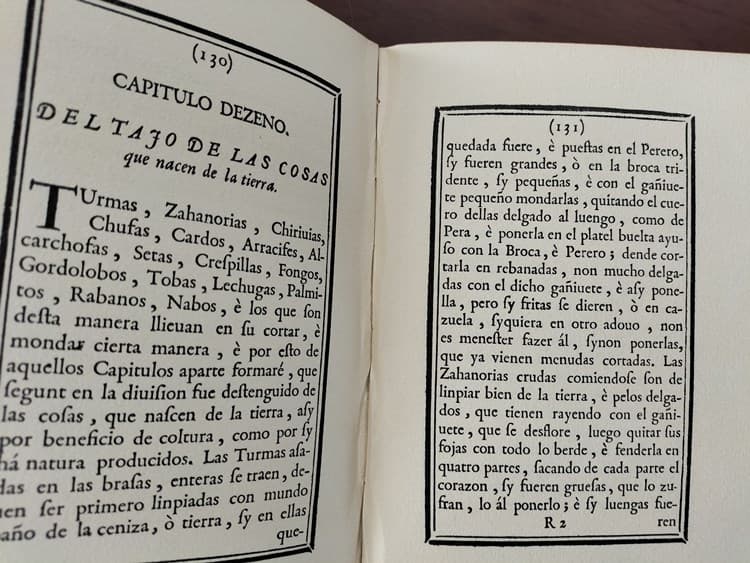 (130)
CAPITULO DEZENO.
DEL TAJO DE LAS COSAS
que nacen de la tierra.
TUrmas, Zahanorias, Chiriuias,
Chufas, Cardos, Arracifes, Al-
carchofas, Setas, Creſpillas, Fongos,
Gordolobos, Tobas, Lechugas, Palmi-
tos, Rabanos, Nabos, è los que ſon
deſta manera llieuan en ſu cortar, è
mondar cierta manera, è por eſto de
aquellos Capitulos aparte formaré, que
ſegunt en la diuiſion fue deſtenguido de
las coſas, que naſcen de la tierra, aſy
por beneficio de coltura, como por ſy
há natura producidos. Las Turmas aſa-
das en las braſas, enteras ſe traen, de-
uen ſer primero linpiadas con mundo
paño de la ceniza, ò tierra, ſy en ellas
que-
(131)
quedada fuere, è pueſtas en el Perero,
ſy fueren grandes, ò en la broca tri-
dente, ſy pequeñas, è con el gañiue-
te pequeño mondarlas, quitando el cue-
ro dellas delgado al luengo, como de
Pera, è ponerla en el platel buelta ayu-
ſo con la Broca, è Perero; dende cor-
tarla en rebanadas, non mucho delga-
das con el dicho gañiuete, è aſy pone-
lla, pero ſy fritas ſe dieren, ò en ca-
zuela, ſyquiera en otro adouo, non
es meneſter fazer ál, ſynon ponerlas,
que ya vienen menudas cortadas. Las
Zahanorias crudas comiendoſe ſon de
linpiar bien de la tierra, è pelos delga-
dos, que tienen rayendo con el gañi-
uete, que ſe deſflore, luego quitar ſus
fojas con todo lo berde, è fenderla en
quatro partes, ſacando de cada parte el
corazon, ſy fueren grueſas, que lo zu-
fran, lo ál ponerlo; è ſy luengas fue-
R 2 ren